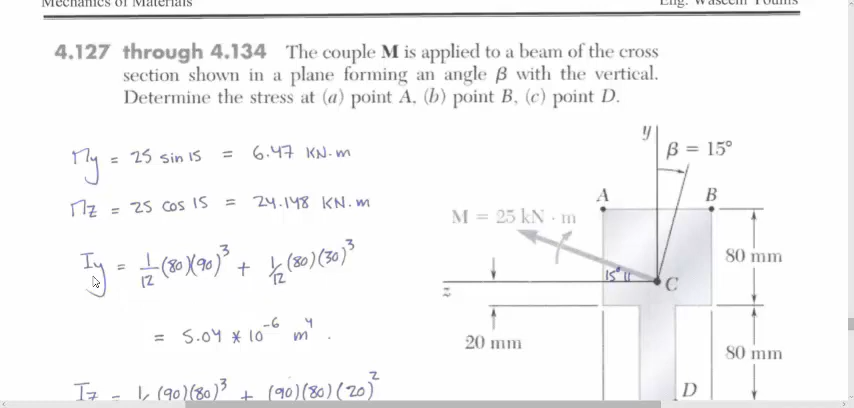 Mechanics of Materials
Eng. Waseem Younis
4.127 through 4.134 The couple M is applied to a beam of the cross
section shown in a plane forming an angle β with the vertical.
Determine the stress at (a) point A, (b) point B, (c) point D.
My = 25 sin 15 = 6.47 KN.m
Mz = 25 cos 15 = 24.148 KN.m
Iy = 1/12 (80)(90)^3 + 1/12 (80)(30)^3
= 5.04 * 10^-6 m^4.
Iz = 1/ (90)(80)^3 + (90)(80)(20)^2
y
β = 15°
A
B
M = 25 kN · m
80 mm
15°
C
z
20 mm
80 mm
D